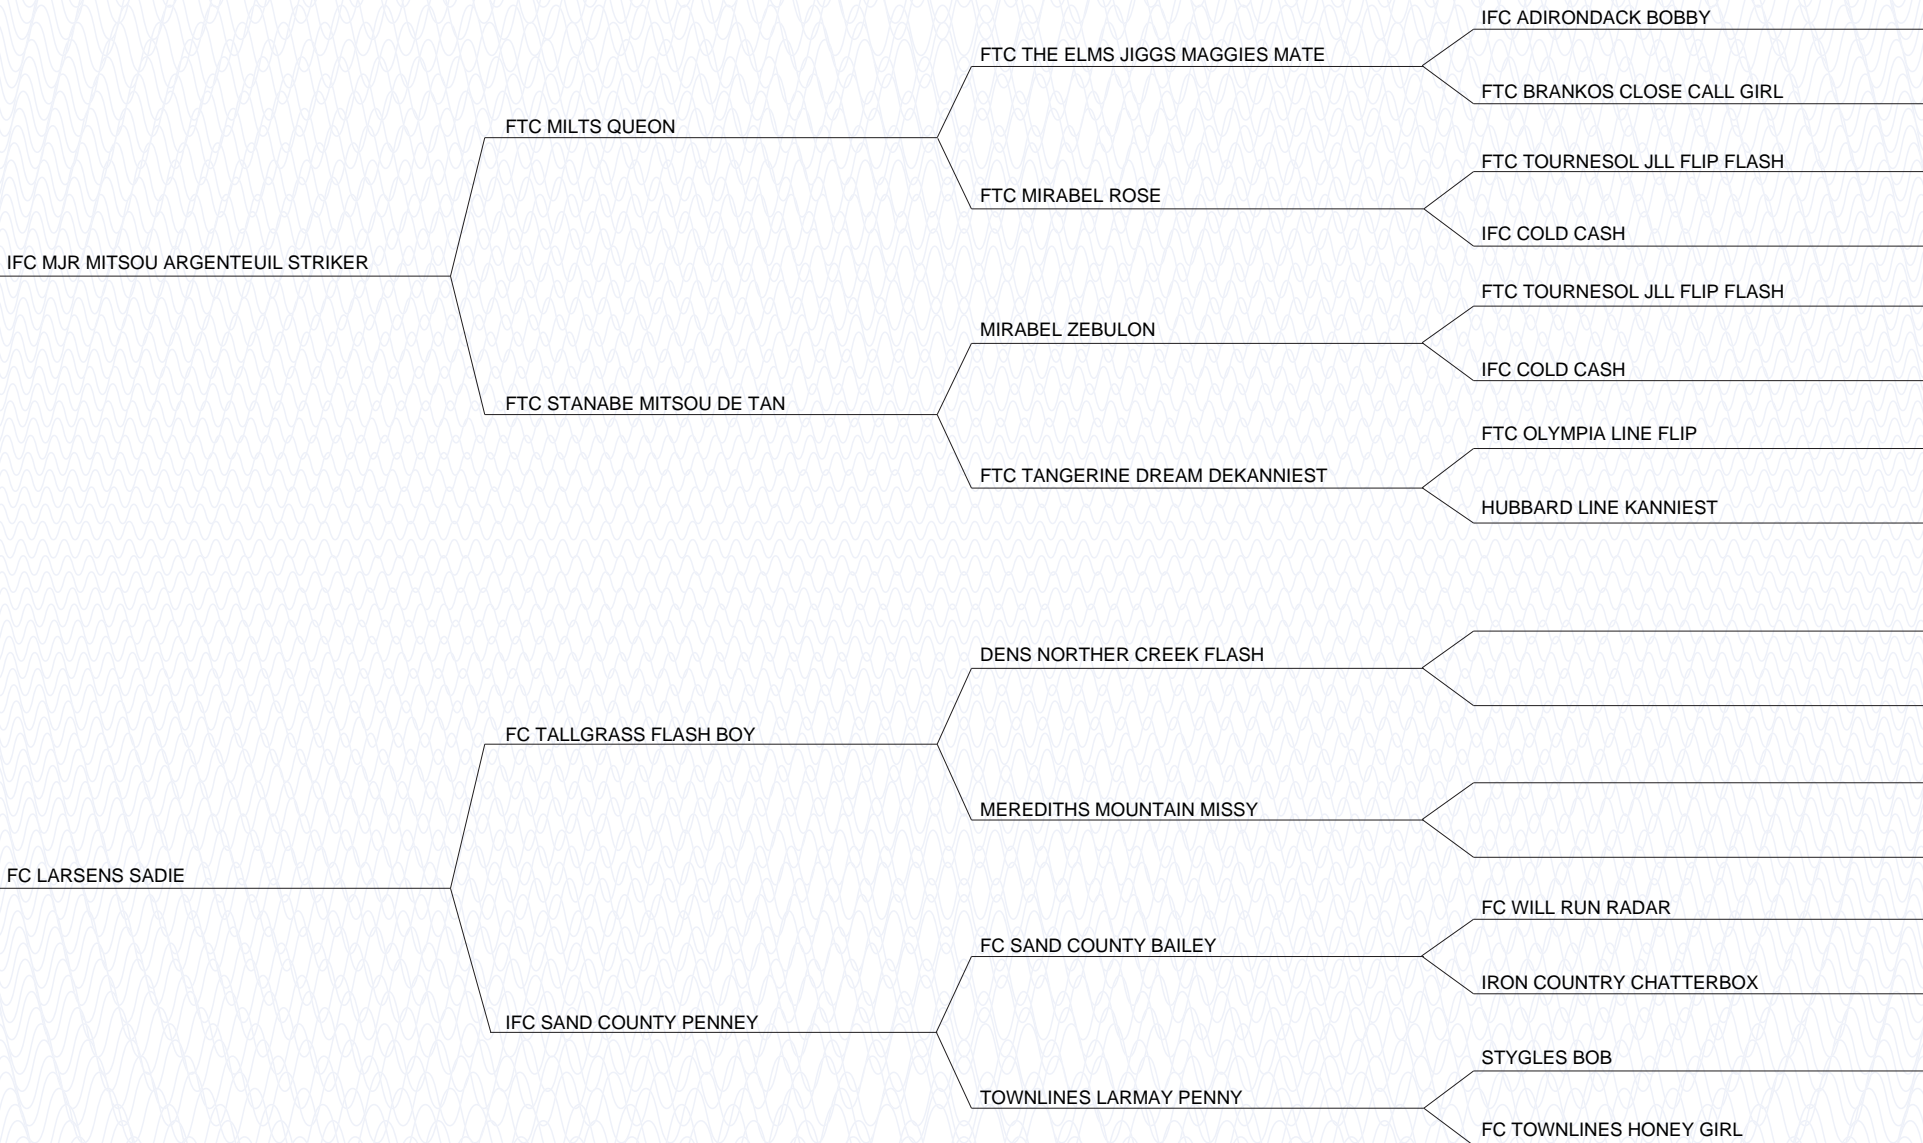 IFC ADIRONDACK BOBBY
FTC THE ELMS JIGGS MAGGIES MATE
FTC BRANKOS CLOSE CALL GIRL
FTC MILTS QUEON
FTC TOURNESOL JLL FLIP FLASH
FTC MIRABEL ROSE
IFC COLD CASH
IFC MJR MITSOU ARGENTEUIL STRIKER
FTC TOURNESOL JLL FLIP FLASH
MIRABEL ZEBULON
IFC COLD CASH
FTC STANABE MITSOU DE TAN
FTC OLYMPIA LINE FLIP
FTC TANGERINE DREAM DEKANNIEST
HUBBARD LINE KANNIEST
DENS NORTHER CREEK FLASH
FC TALLGRASS FLASH BOY
MEREDITHS MOUNTAIN MISSY
FC LARSENS SADIE
FC WILL RUN RADAR
FC SAND COUNTY BAILEY
IRON COUNTRY CHATTERBOX
IFC SAND COUNTY PENNEY
STYGLES BOB
TOWNLINES LARMAY PENNY
FC TOWNLINES HONEY GIRL